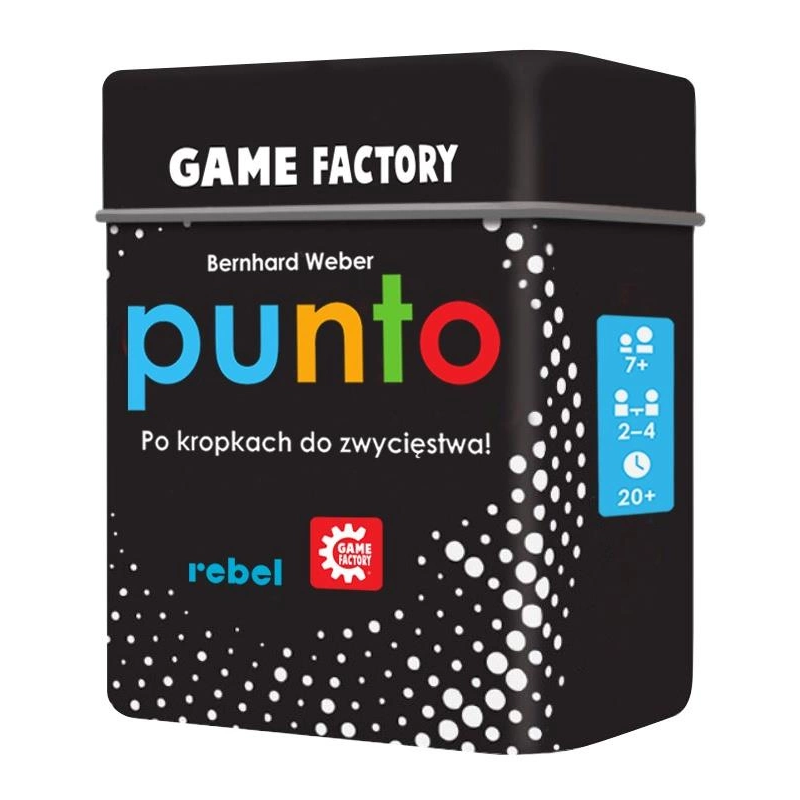 GAME FACTORY
Bernhard Weber
punto
Po kropkach do zwycięstwa!
rebel
GAME
FACTORY
7+
2–4
20+